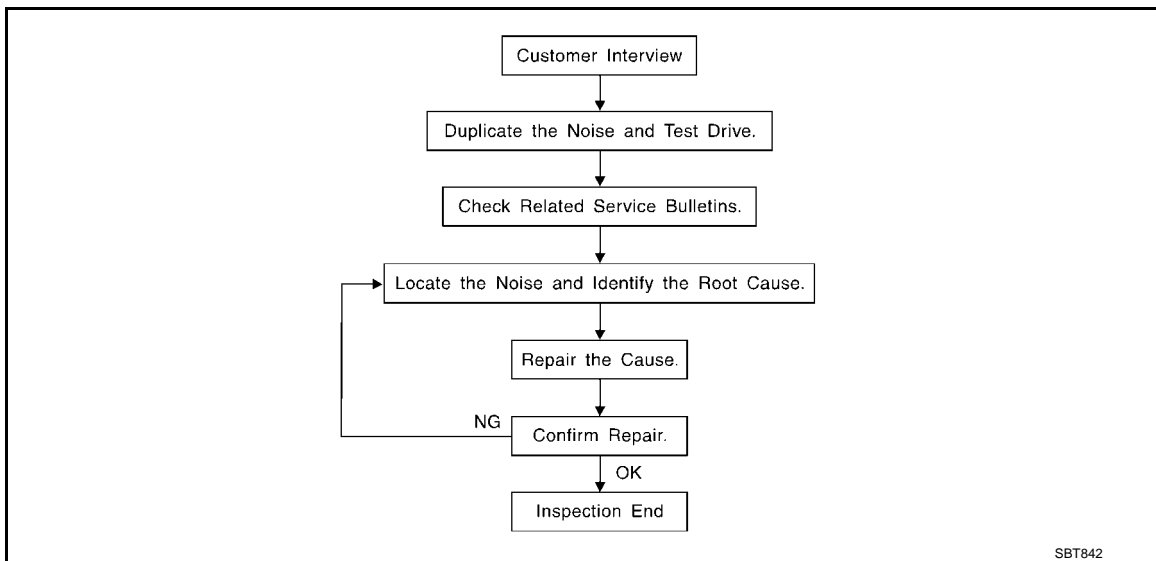 Customer Interview
Duplicate the Noise and Test Drive.
Check Related Service Bulletins.
Locate the Noise and Identify the Root Cause.
Repair the Cause.
NG
Confirm Repair.
OK
Inspection End
SBT842